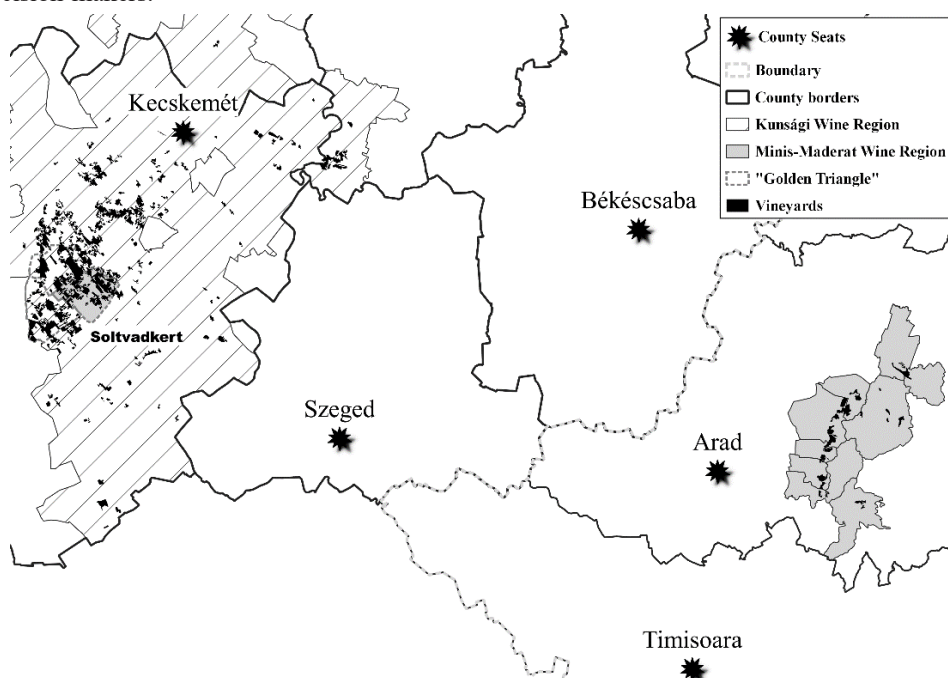 County Seats
Boundary
County borders
Kunsági Wine Region
Minis-Maderat Wine Region
"Golden Triangle"
Vineyards
Kecskemét
Békéscsaba
Soltvadkert
Szeged
Arad
Timisoara